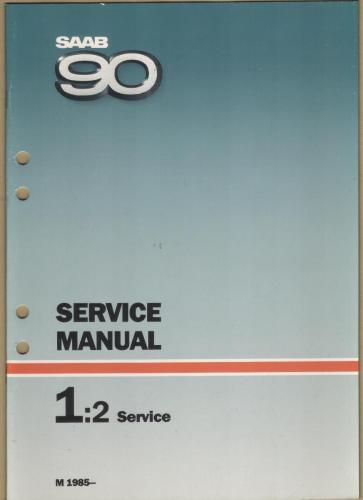 SAAB
90
SERVICE
MANUAL
1:2 Service
M 1985–